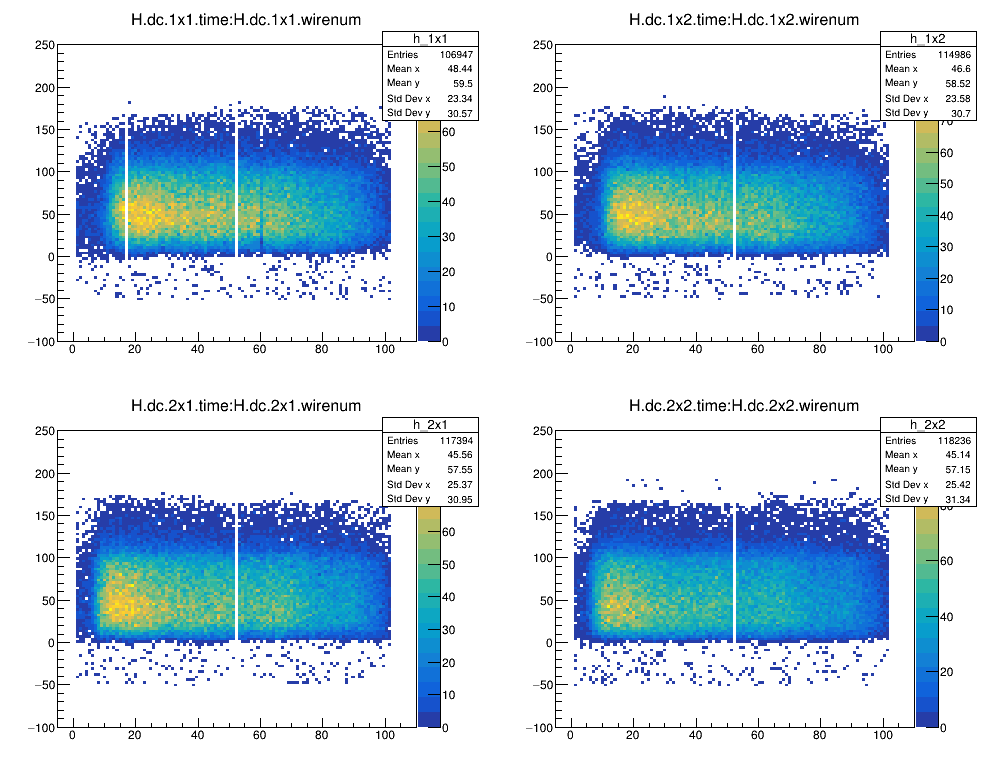 H.dc.1x1.time:H.dc.1x1.wirenum
h_1x1
Entries 106947
Mean x 48.44
Mean y 59.5
Std Dev x 23.34
Std Dev y 30.57
250
200
150
100
50
0
−50
−100
0 20 40 60 80 100
60
50
40
30
20
10
0
H.dc.1x2.time:H.dc.1x2.wirenum
h_1x2
Entries 114986
Mean x 46.6
Mean y 58.52
Std Dev x 23.58
Std Dev y 30.7
250
200
150
100
50
0
−50
−100
0 20 40 60 80 100
70
60
50
40
30
20
10
0
H.dc.2x1.time:H.dc.2x1.wirenum
h_2x1
Entries 117394
Mean x 45.56
Mean y 57.55
Std Dev x 25.37
Std Dev y 30.95
250
200
150
100
50
0
−50
−100
0 20 40 60 80 100
60
50
40
30
20
10
0
H.dc.2x2.time:H.dc.2x2.wirenum
h_2x2
Entries 118236
Mean x 45.14
Mean y 57.15
Std Dev x 25.42
Std Dev y 31.34
250
200
150
100
50
0
−50
−100
0 20 40 60 80 100
80
60
40
20
0